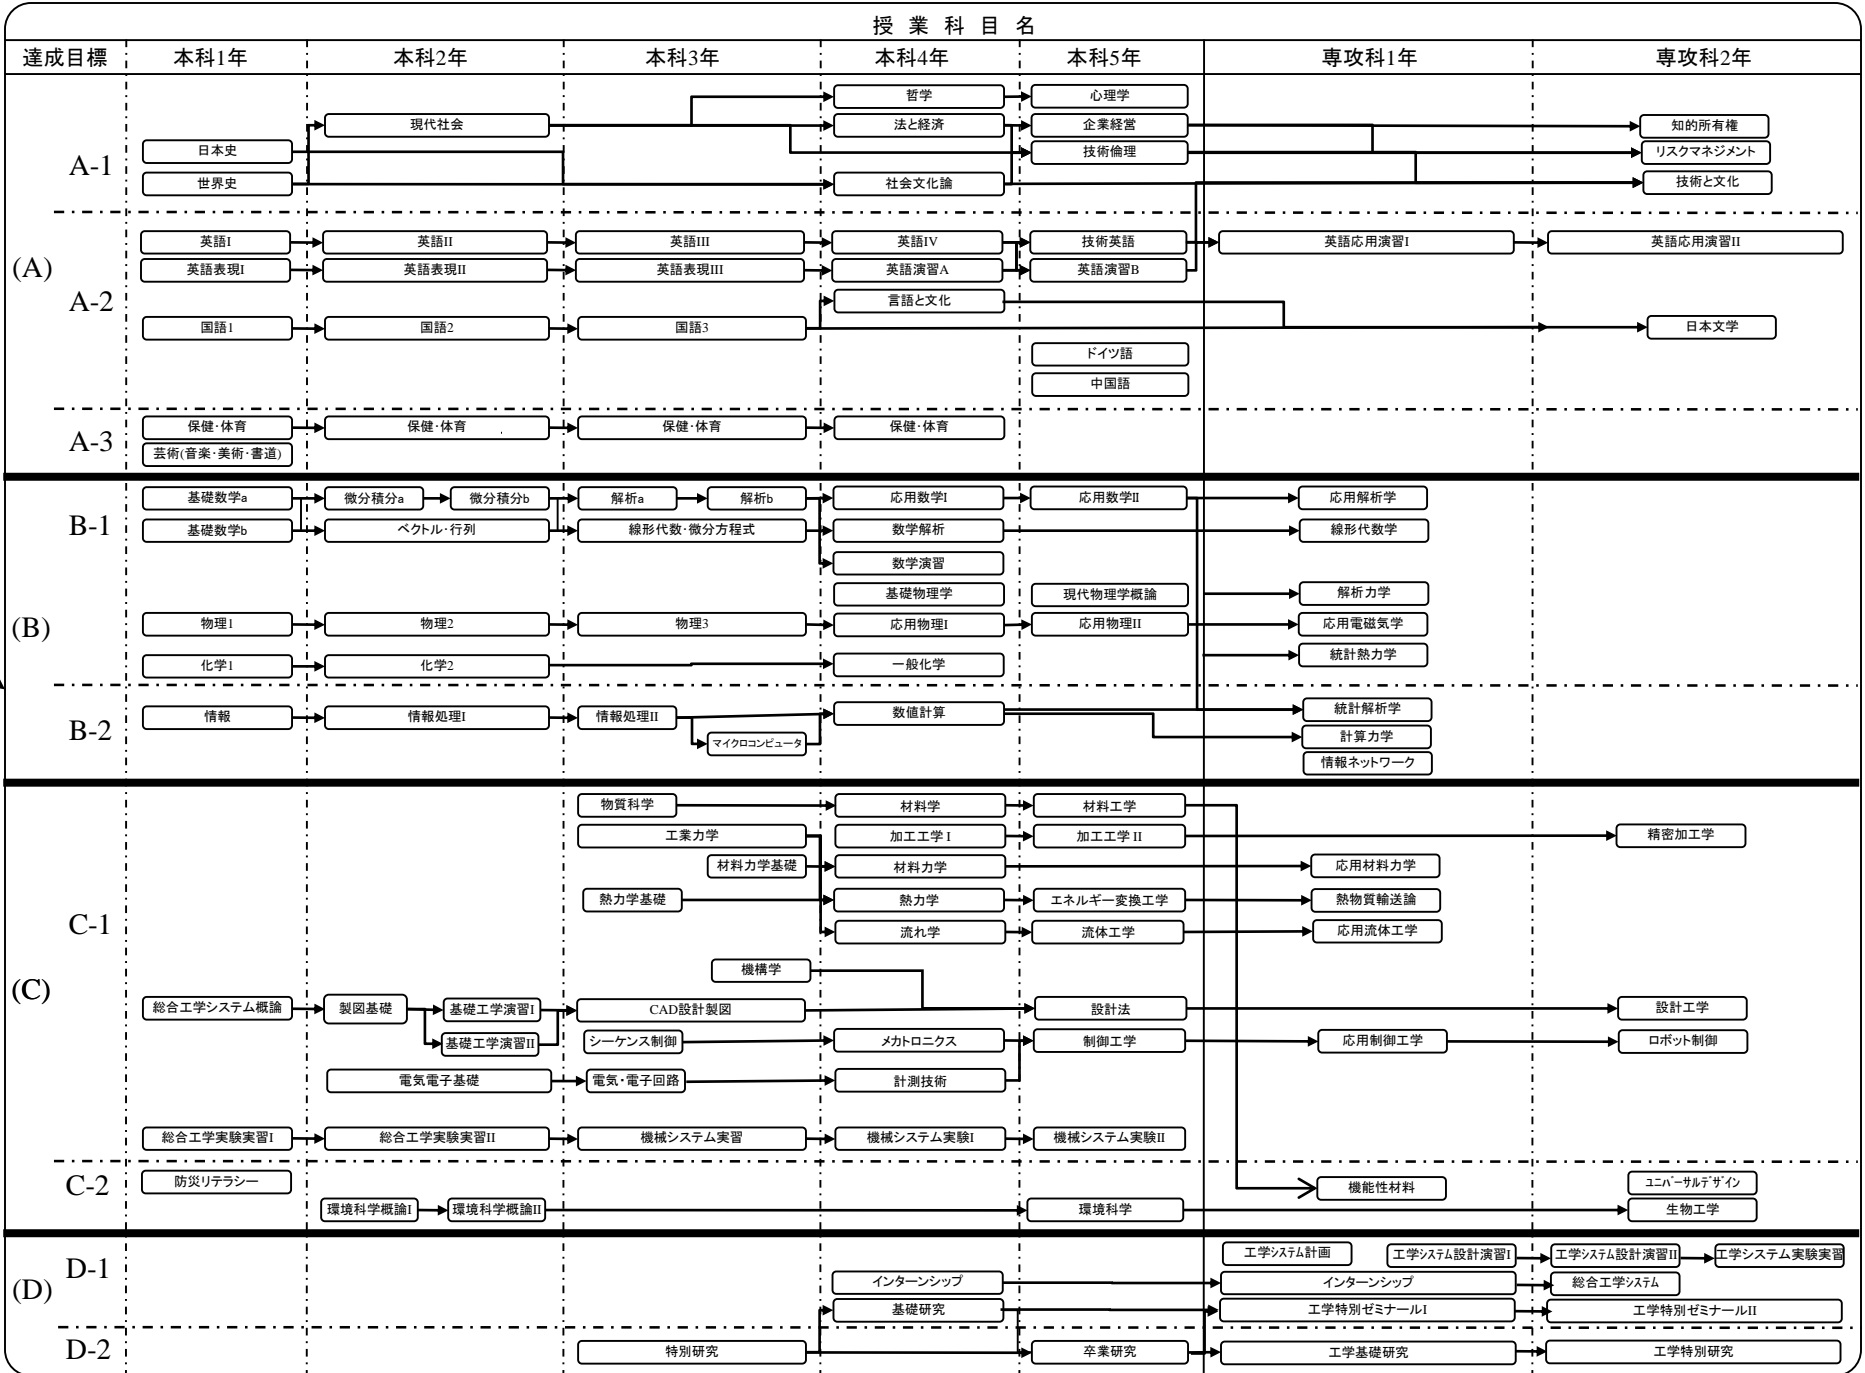 授 業 科 目 名
達成目標 本科1年 本科2年 本科3年 本科4年 本科5年 専攻科1年 専攻科2年
哲学 心理学
現代社会 法と経済 企業経営 知的所有権
A-1 日本史 技術倫理 リスクマネジメント
世界史 社会文化論 技術と文化
英語I 英語II 英語III 英語IV 技術英語 英語応用演習I 英語応用演習II
(A) 英語表現I 英語表現II 英語表現III 英語演習A 英語演習B
A-2 言語と文化
国語1 国語2 国語3 日本文学
ドイツ語
中国語
A-3 保健・体育 保健・体育 保健・体育 保健・体育
芸術(音楽・美術・書道)
基礎数学a 微分積分a 微分積分b 解析a 解析b 応用数学I 応用数学II 応用解析学
B-1 基礎数学b ベクトル・行列 線形代数・微分方程式 数学解析 線形代数学
数学演習
基礎物理学 現代物理学概論 解析力学
(B) 物理1 物理2 物理3 応用物理I 応用物理II 応用電磁気学
化学1 化学2 一般化学 統計熱力学
B-2 情報 情報処理I 情報処理II 数値計算 統計解析学
マイクロコンピュータ 計算力学
情報ネットワーク
物質科学 材料学 材料工学
工業力学 加工工学 I 加工工学 II 精密加工学
材料力学基礎 材料力学 応用材料力学
熱力学基礎 熱力学 エネルギー変換工学 熱物質輸送論
C-1 流れ学 流体工学 応用流体工学
機構学
(C) 総合工学システム概論 製図基礎 基礎工学演習I CAD設計製図 設計法 設計工学
基礎工学演習II シーケンス制御 メカトロニクス 制御工学 応用制御工学 ロボット制御
電気電子基礎 電気・電子回路 計測技術
総合工学実験実習I 総合工学実験実習II 機械システム実習 機械システム実験I 機械システム実験II
C-2 防災リテラシー 機能性材料 ユニバーサルデザイン
環境科学概論I 環境科学概論II 環境科学 生物工学
D-1 工学システム計画 工学システム設計演習I 工学システム設計演習II 工学システム実験実習
(D) インターンシップ インターンシップ 総合工学システム
基礎研究 工学特別ゼミナールI 工学特別ゼミナールII
D-2 特別研究 卒業研究 工学基礎研究 工学特別研究